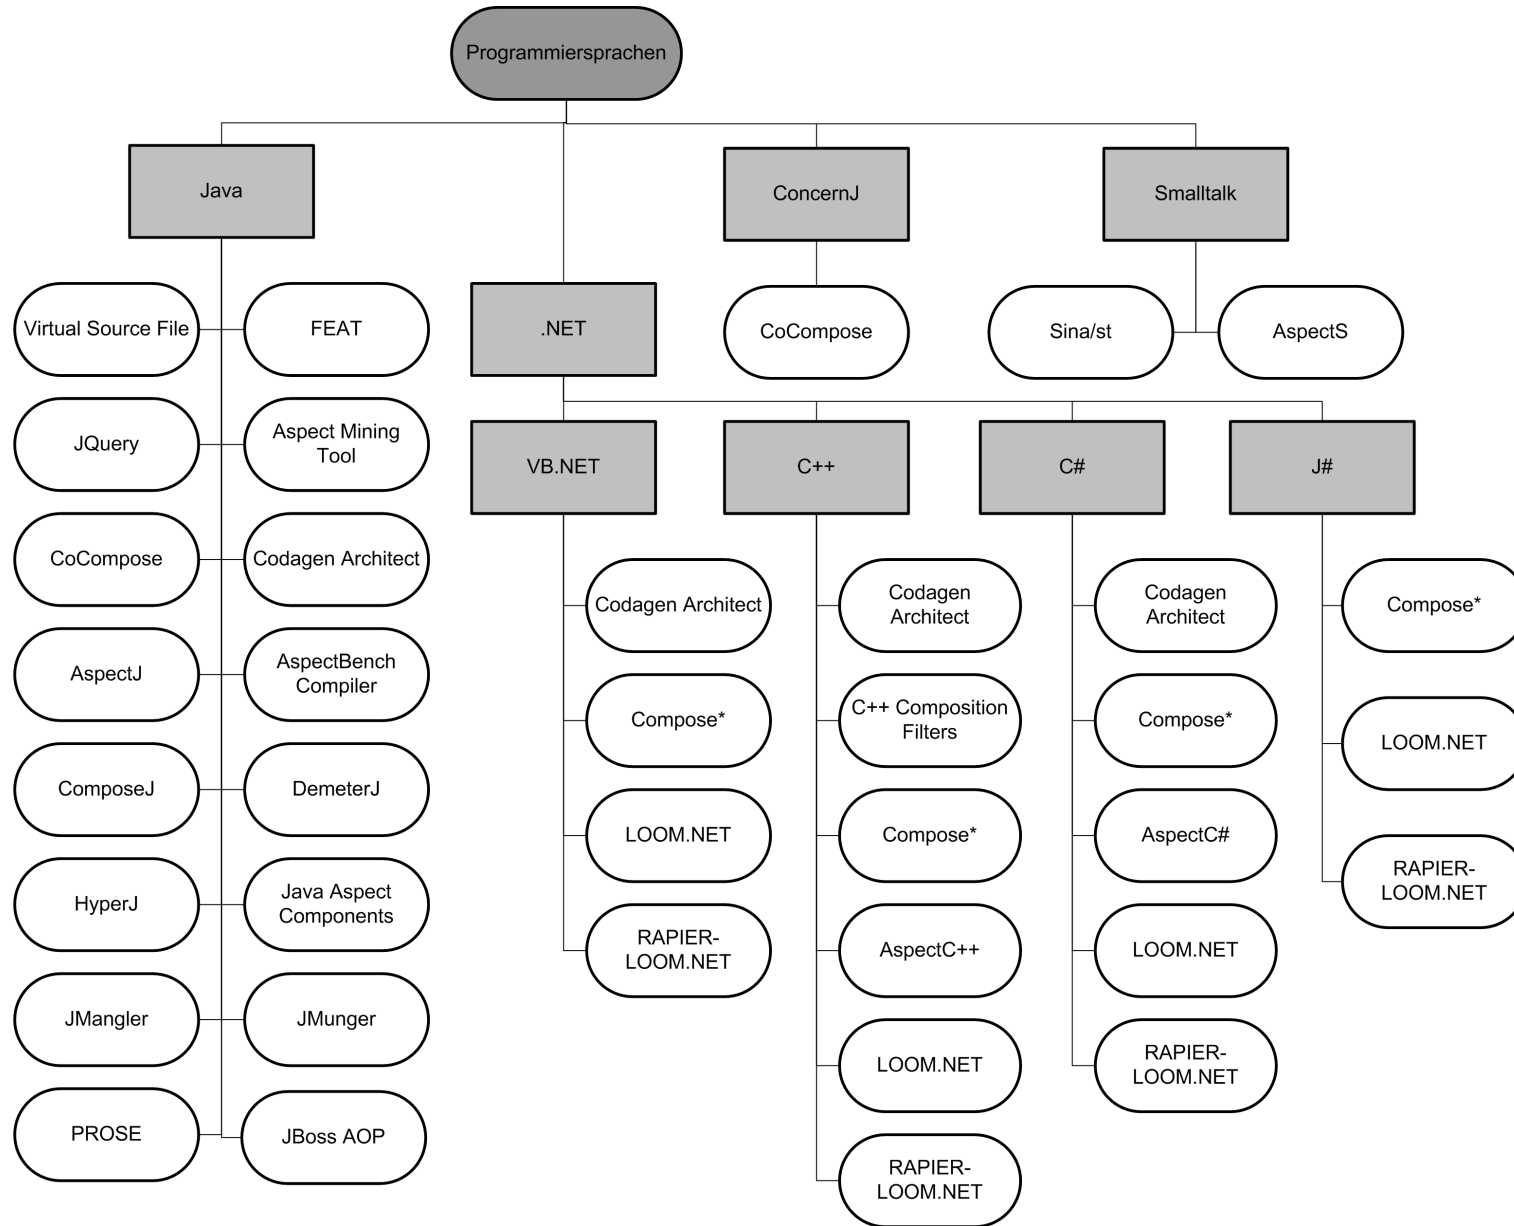 Programmiersprachen
Java
ConcernJ
Smalltalk
Virtual Source File
FEAT
.NET
CoCompose
Sina/st
AspectS
JQuery
Aspect Mining
Tool
VB.NET
C++
C#
J#
CoCompose
Codagen Architect
Codagen Architect
Codagen
Architect
Codagen
Architect
Compose*
AspectJ
AspectBench
Compiler
Compose*
C++ Composition
Filters
Compose*
LOOM.NET
ComposeJ
DemeterJ
LOOM.NET
Compose*
AspectC#
RAPIER-
LOOM.NET
HyperJ
Java Aspect
Components
RAPIER-
LOOM.NET
AspectC++
LOOM.NET
JMangler
JMunger
LOOM.NET
RAPIER-
LOOM.NET
PROSE
JBoss AOP
RAPIER-
LOOM.NET